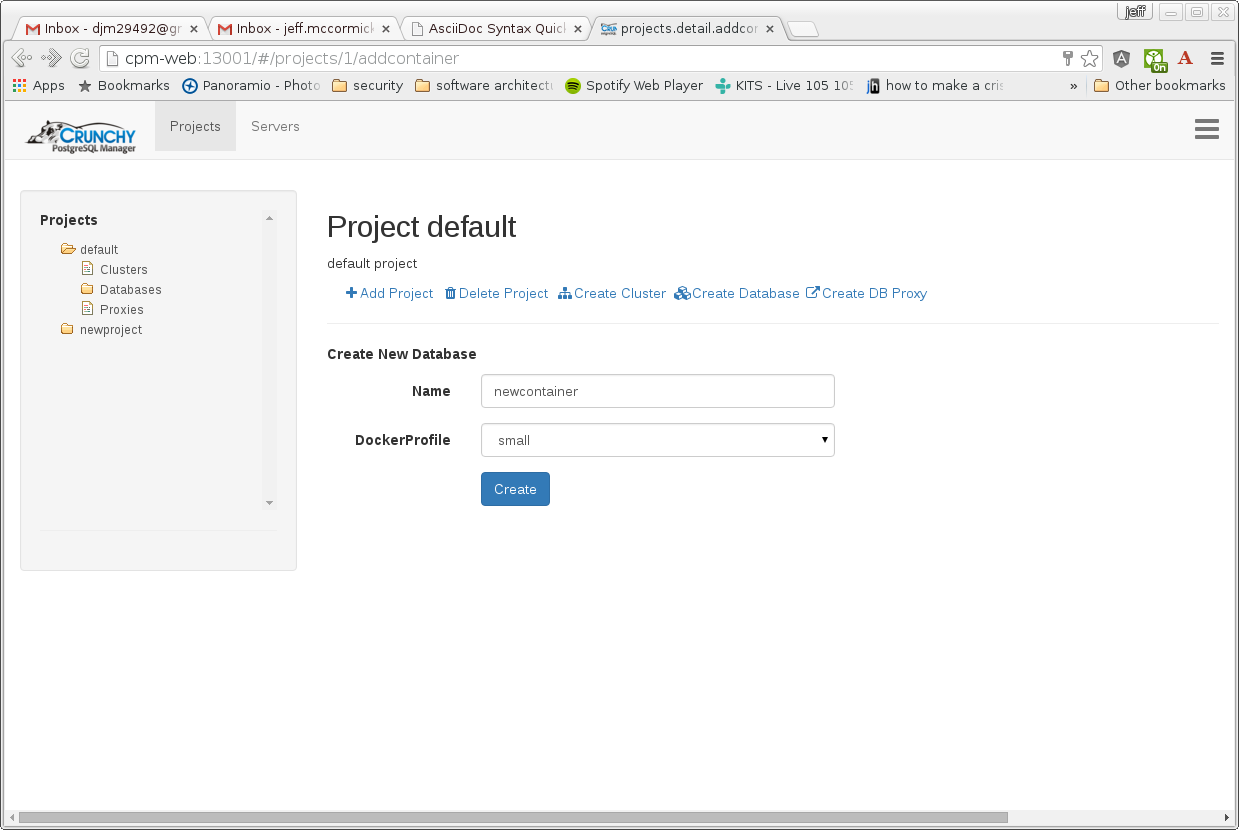 jeff
Inbox - djm29492@gr
Inbox - jeff.mccormick
AsciiDoc Syntax Quick
projects.detail.addcon
cpm-web:13001/#/projects/1/addcontainer
On
Apps Bookmarks Panoramio - Photo security software architectu Spotify Web Player KITS - Live 105 105 how to make a cris » Other bookmarks
CRUNCHY
PostgreSQL Manager
Projects Servers
Projects
default
Clusters
Databases
Proxies
newproject
Project default
default project
Add Project Delete Project Create Cluster Create Database Create DB Proxy
Create New Database
Name newcontainer
DockerProfile small
Create